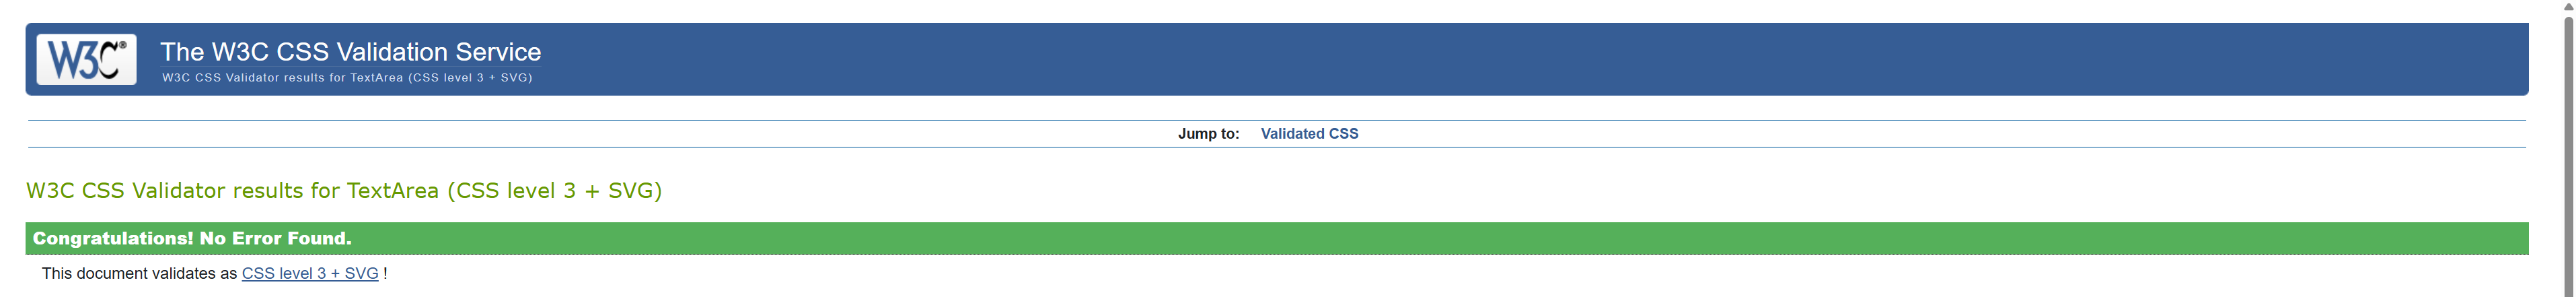 W3C®
The W3C CSS Validation Service
W3C CSS Validator results for TextArea (CSS level 3 + SVG)
Jump to: Validated CSS
W3C CSS Validator results for TextArea (CSS level 3 + SVG)
Congratulations! No Error Found.
This document validates as CSS level 3 + SVG !